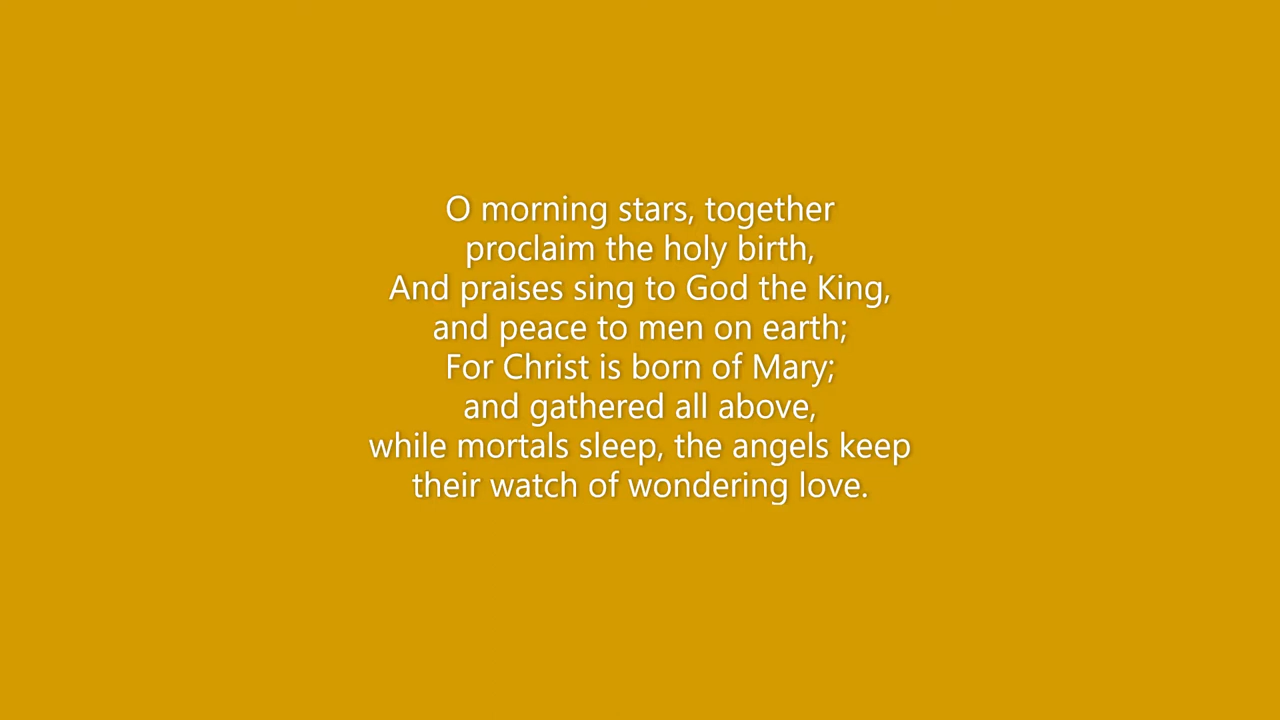 O morning stars, together
proclaim the holy birth,
And praises sing to God the King,
and peace to men on earth;
For Christ is born of Mary;
and gathered all above,
while mortals sleep, the angels keep
their watch of wondering love.